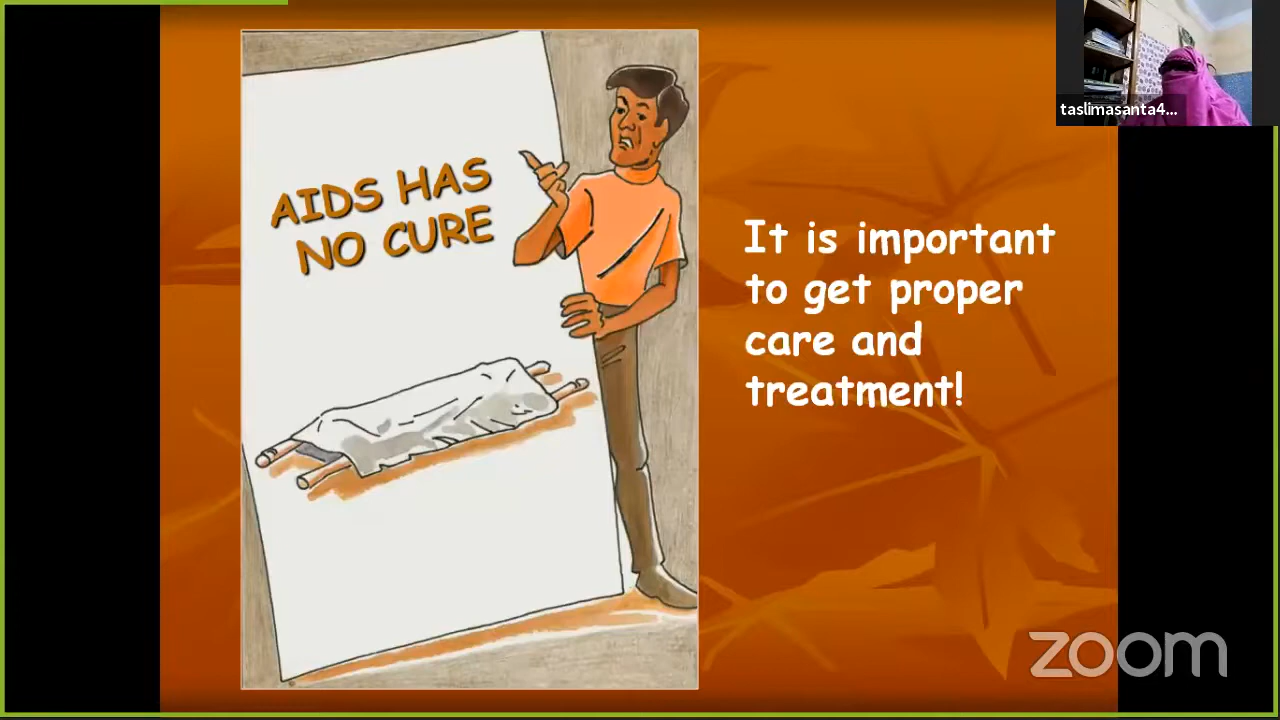 taslimasanta4...
AIDS HAS
NO CURE
It is important
to get proper
care and
treatment!
zoom